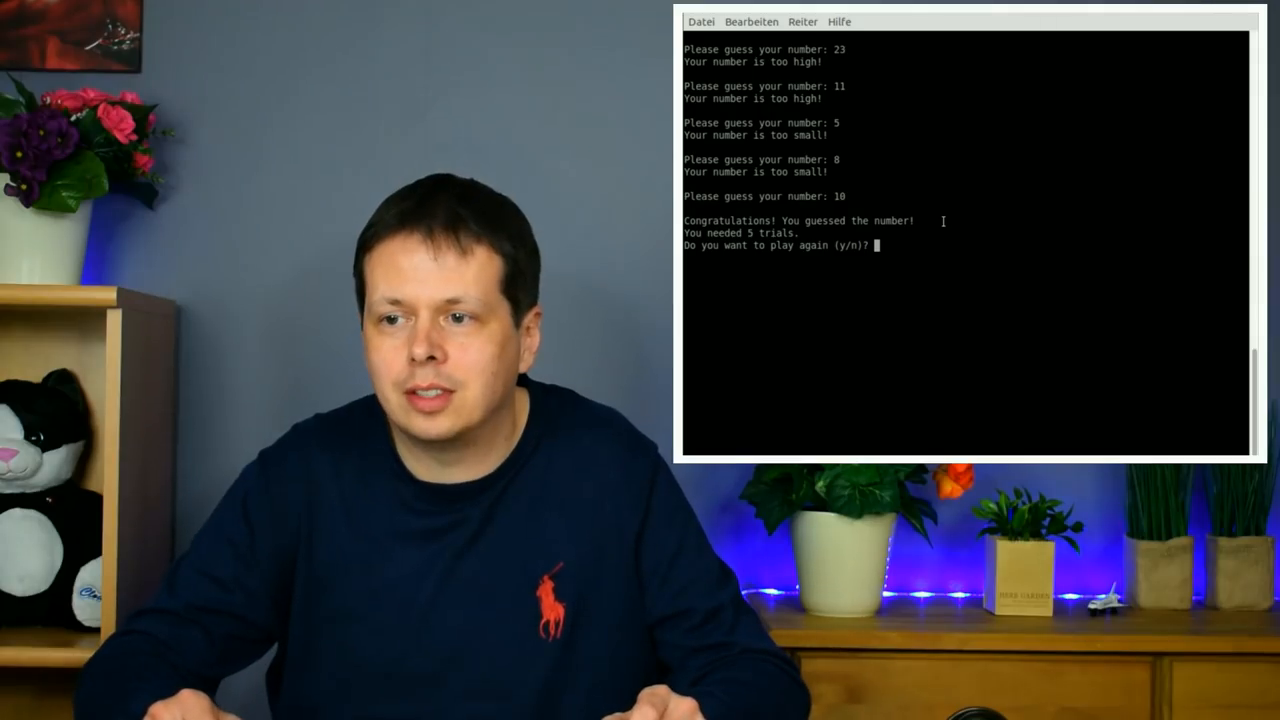 Datei Bearbeiten Reiter Hilfe
Please guess your number: 23
Your number is too high!
Please guess your number: 11
Your number is too high!
Please guess your number: 5
Your number is too small!
Please guess your number: 8
Your number is too small!
Please guess your number: 10
Congratulations! You guessed the number!
You needed 5 trials.
Do you want to play again (y/n)?
HERB GARDEN